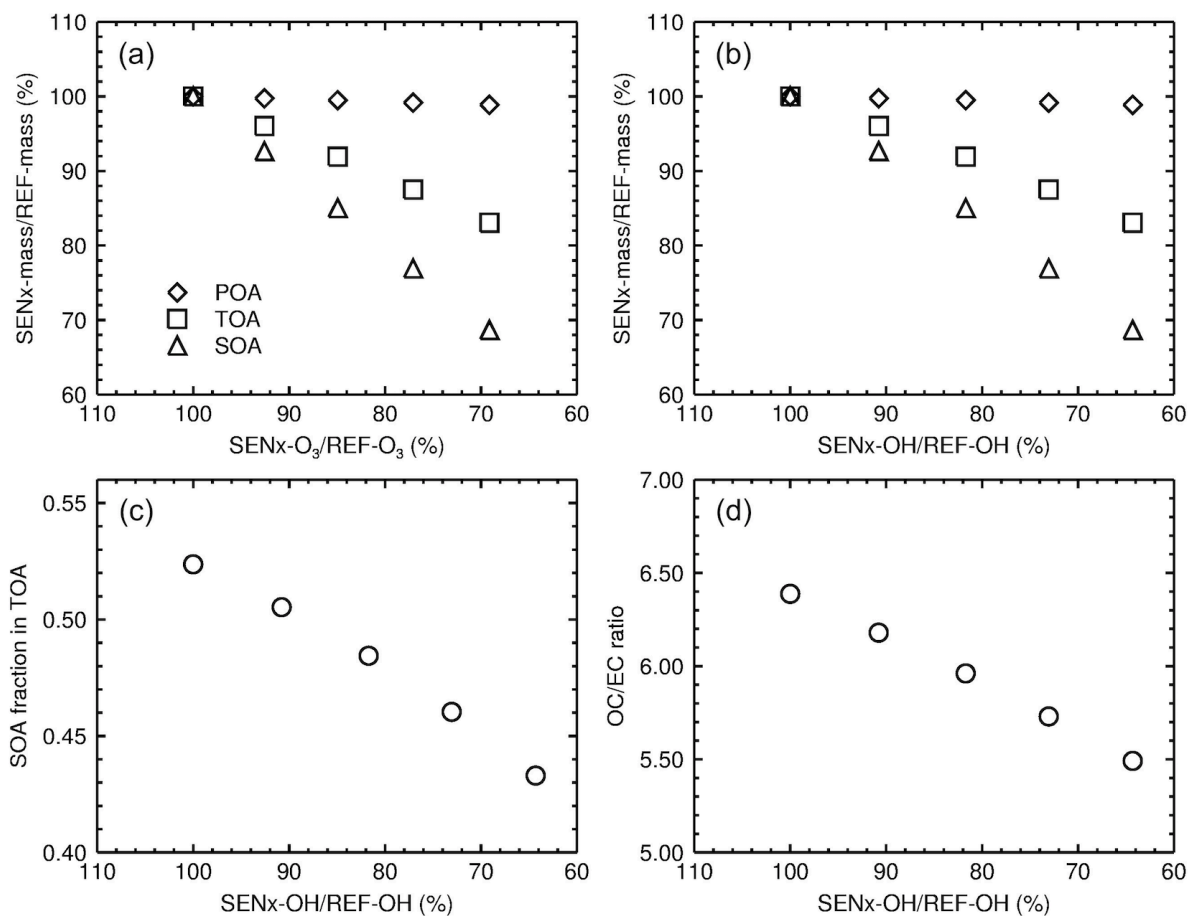 110
100
90
80
70
60
SENx-mass/REF-mass (%)
(a)
POA
TOA
SOA
110 100 90 80 70 60
SENx-O₃/REF-O₃ (%)
110
100
90
80
70
60
SENx-mass/REF-mass (%)
(b)
110 100 90 80 70 60
SENx-OH/REF-OH (%)
0.55
0.50
0.45
0.40
SOA fraction in TOA
(c)
110 100 90 80 70 60
SENx-OH/REF-OH (%)
7.00
6.50
6.00
5.50
5.00
OC/EC ratio
(d)
110 100 90 80 70 60
SENx-OH/REF-OH (%)